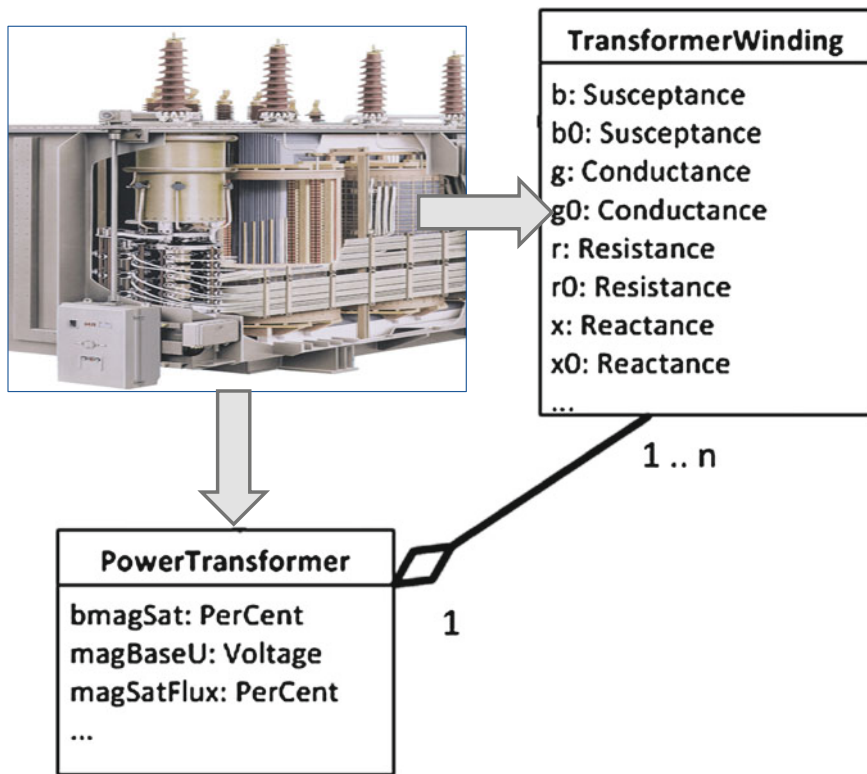 TransformerWinding
b: Susceptance
b0: Susceptance
g: Conductance
g0: Conductance
r: Resistance
r0: Resistance
x: Reactance
x0: Reactance
...
1 .. n
PowerTransformer
bmagSat: PerCent
magBaseU: Voltage
magSatFlux: PerCent
...
1